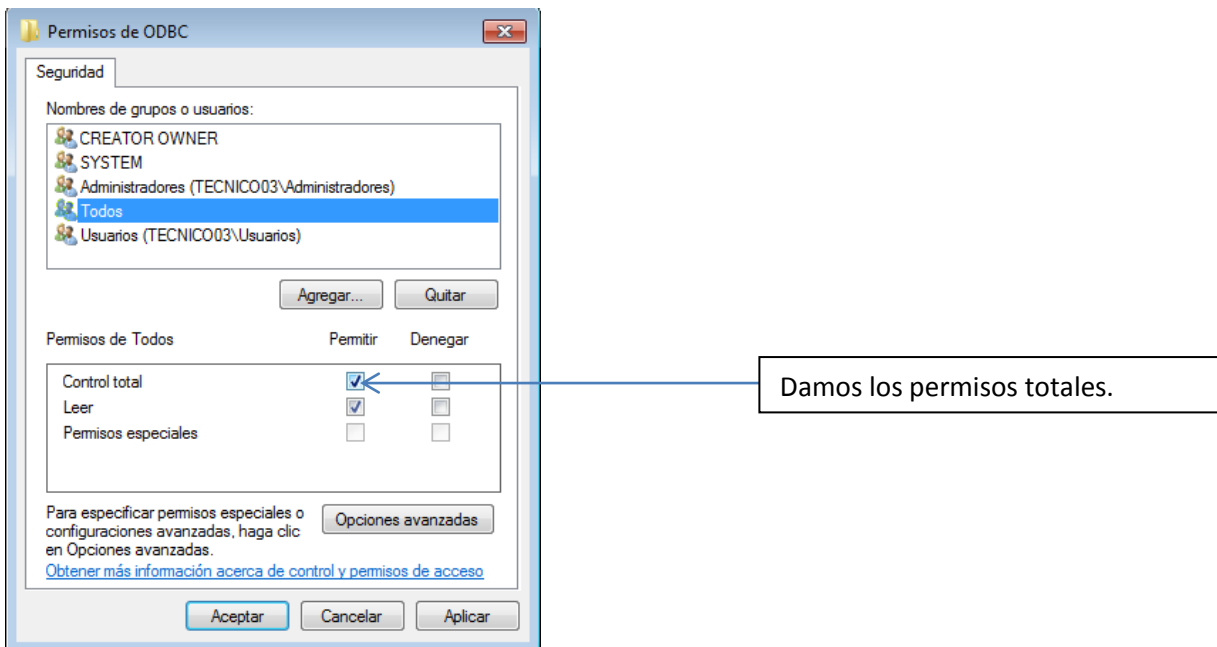 Permisos de ODBC
Seguridad
Nombres de grupos o usuarios:
CREATOR OWNER
SYSTEM
Administradores (TECNICO03\Administradores)
Todos
Usuarios (TECNICO03\Usuarios)
Agregar... Quitar
Permisos de Todos Permitir Denegar
Control total
Leer
Permisos especiales
Damos los permisos totales.
Para especificar permisos especiales o
configuraciones avanzadas, haga clic
en Opciones avanzadas.
Opciones avanzadas
Obtener más información acerca de control y permisos de acceso
Aceptar Cancelar Aplicar